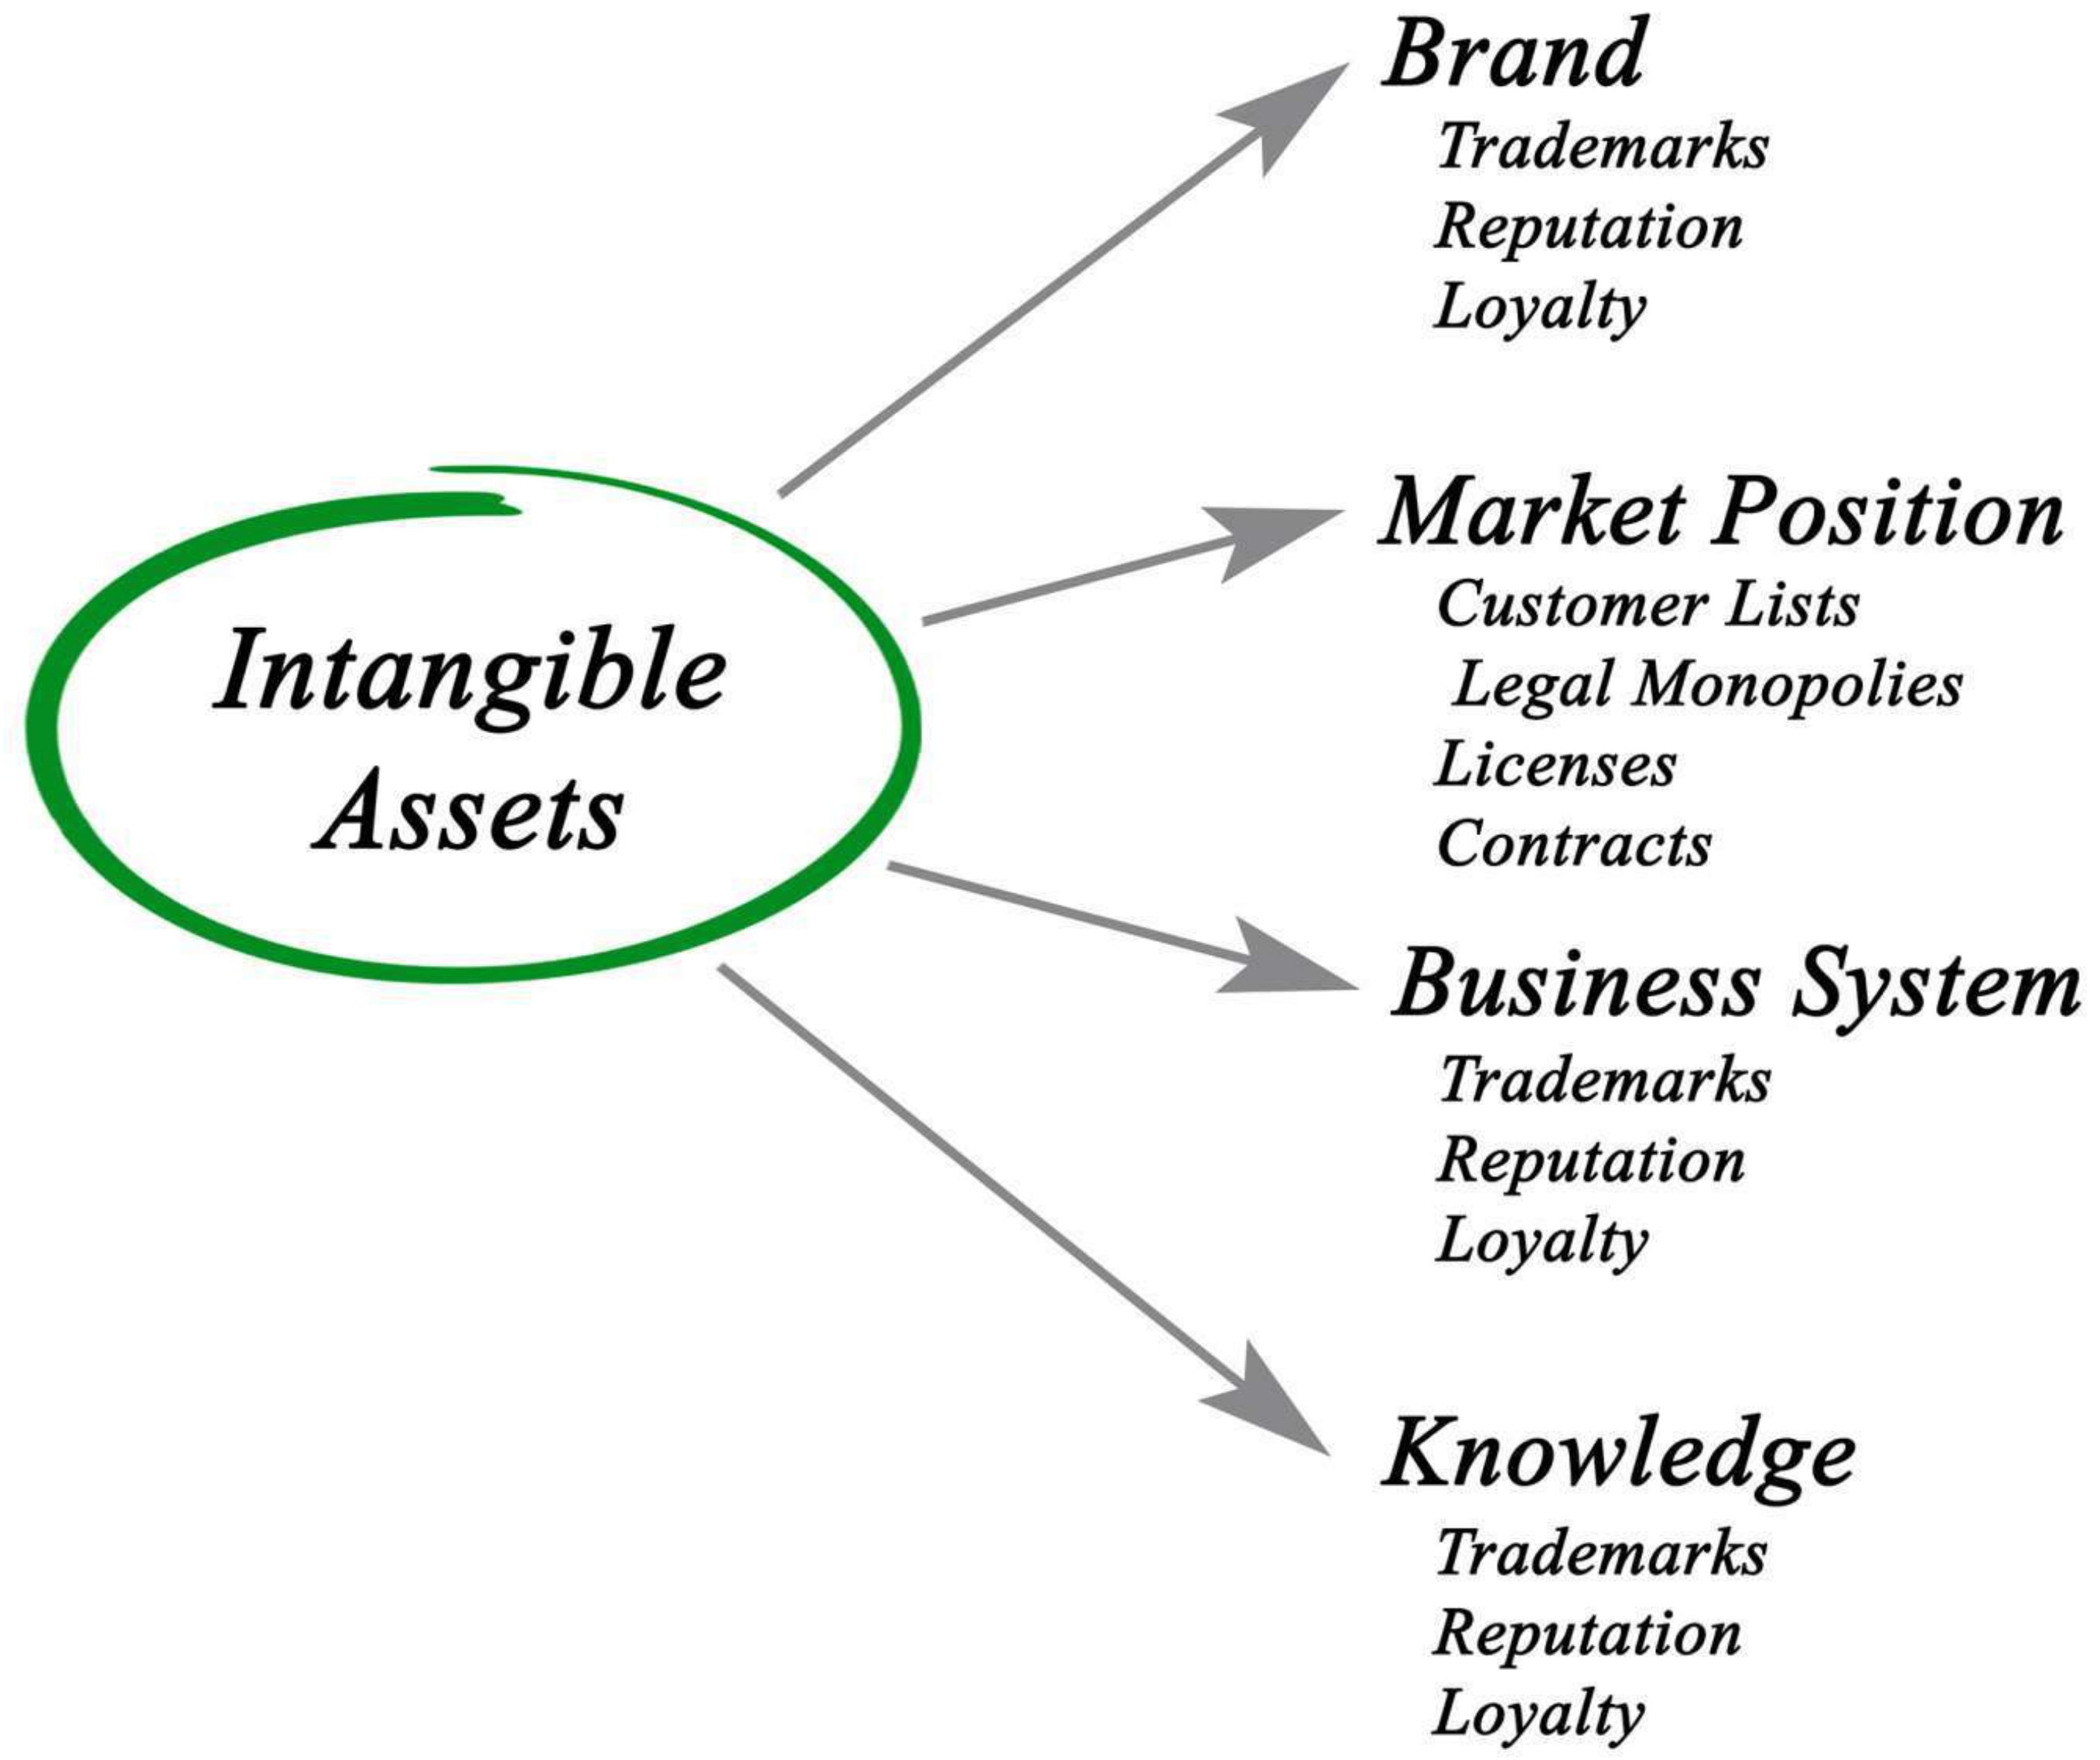 Brand
Trademarks
Reputation
Loyalty
Intangible
Assets
Market Position
Customer Lists
Legal Monopolies
Licenses
Contracts
Business System
Trademarks
Reputation
Loyalty
Knowledge
Trademarks
Reputation
Loyalty